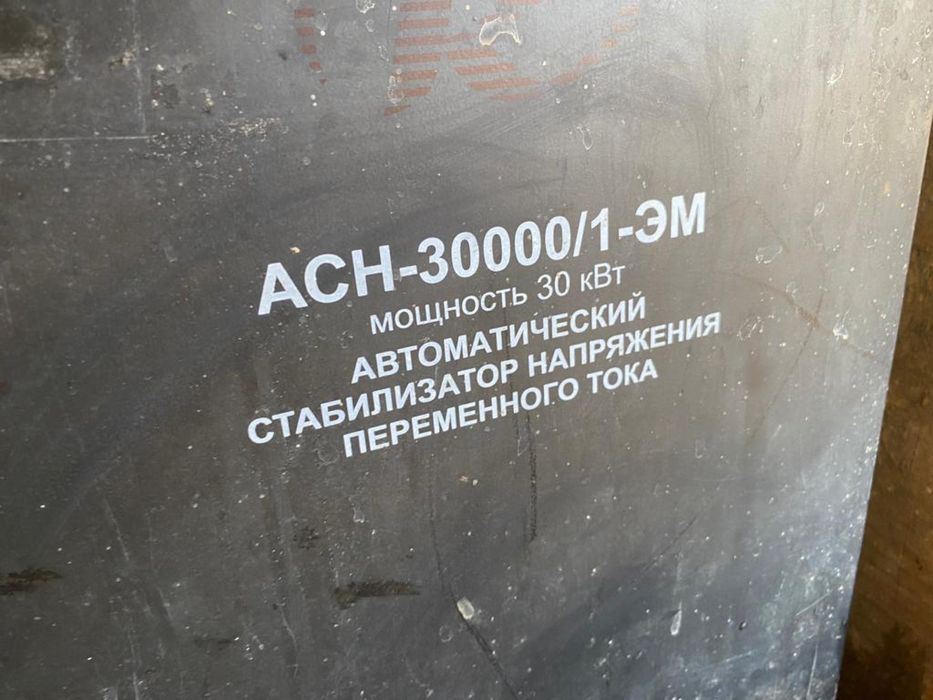 АСН-30000/1-ЭМ
мощность 30 кВт
АВТОМАТИЧЕСКИЙ
СТАБИЛИЗАТОР НАПРЯЖЕНИЯ
ПЕРЕМЕННОГО ТОКА